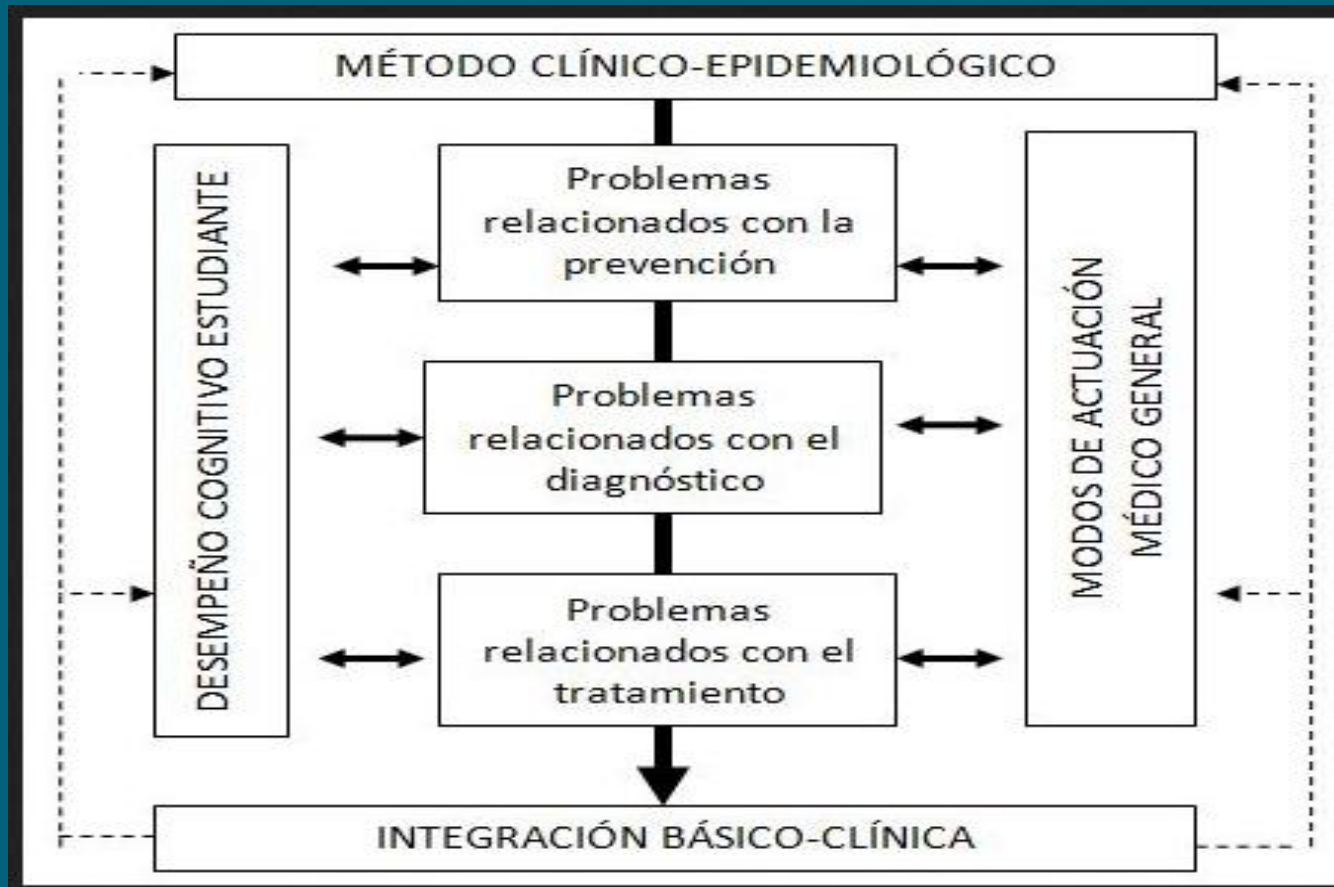 MÉTODO CLÍNICO-EPIDEMIOLÓGICO
DESEMPEÑO COGNITIVO ESTUDIANTE
Problemas
relacionados con la
prevención
Problemas
relacionados con el
diagnóstico
Problemas
relacionados con el
tratamiento
MODOS DE ACTUACIÓN
MÉDICO GENERAL
INTEGRACIÓN BÁSICO-CLÍNICA